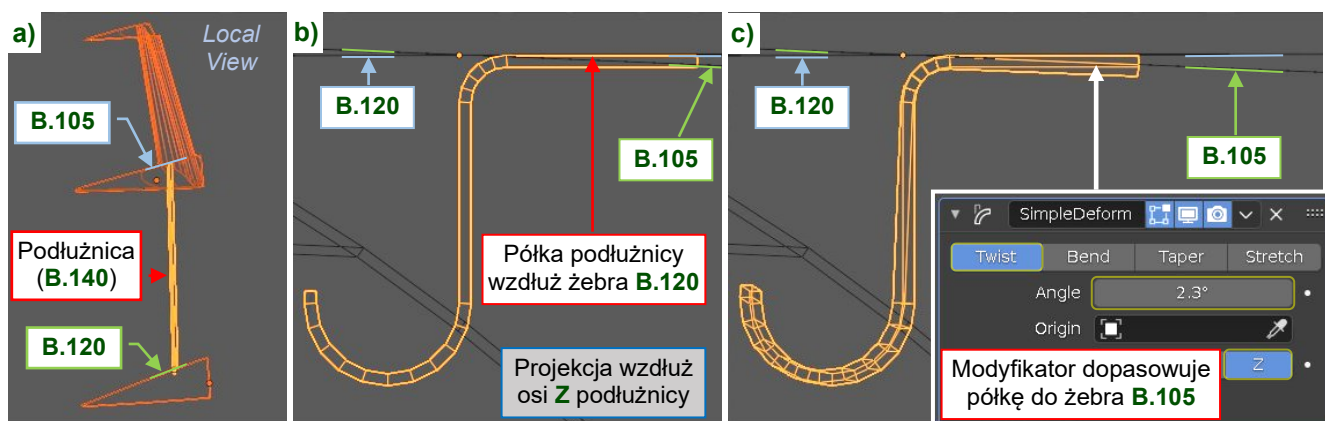 a)
Local
View
B.105
Podłużnica
(B.140)
B.120
b)
B.120
B.105
Półka podłużnicy
wzdłuż żebra B.120
Projekcja wzdłuż
osi Z podłużnicy
c)
B.120
B.105
SimpleDeform
Twist Bend Taper Stretch
Angle 2.3°
Origin
Z
Modyfikator dopasowuje
półkę do żebra B.105